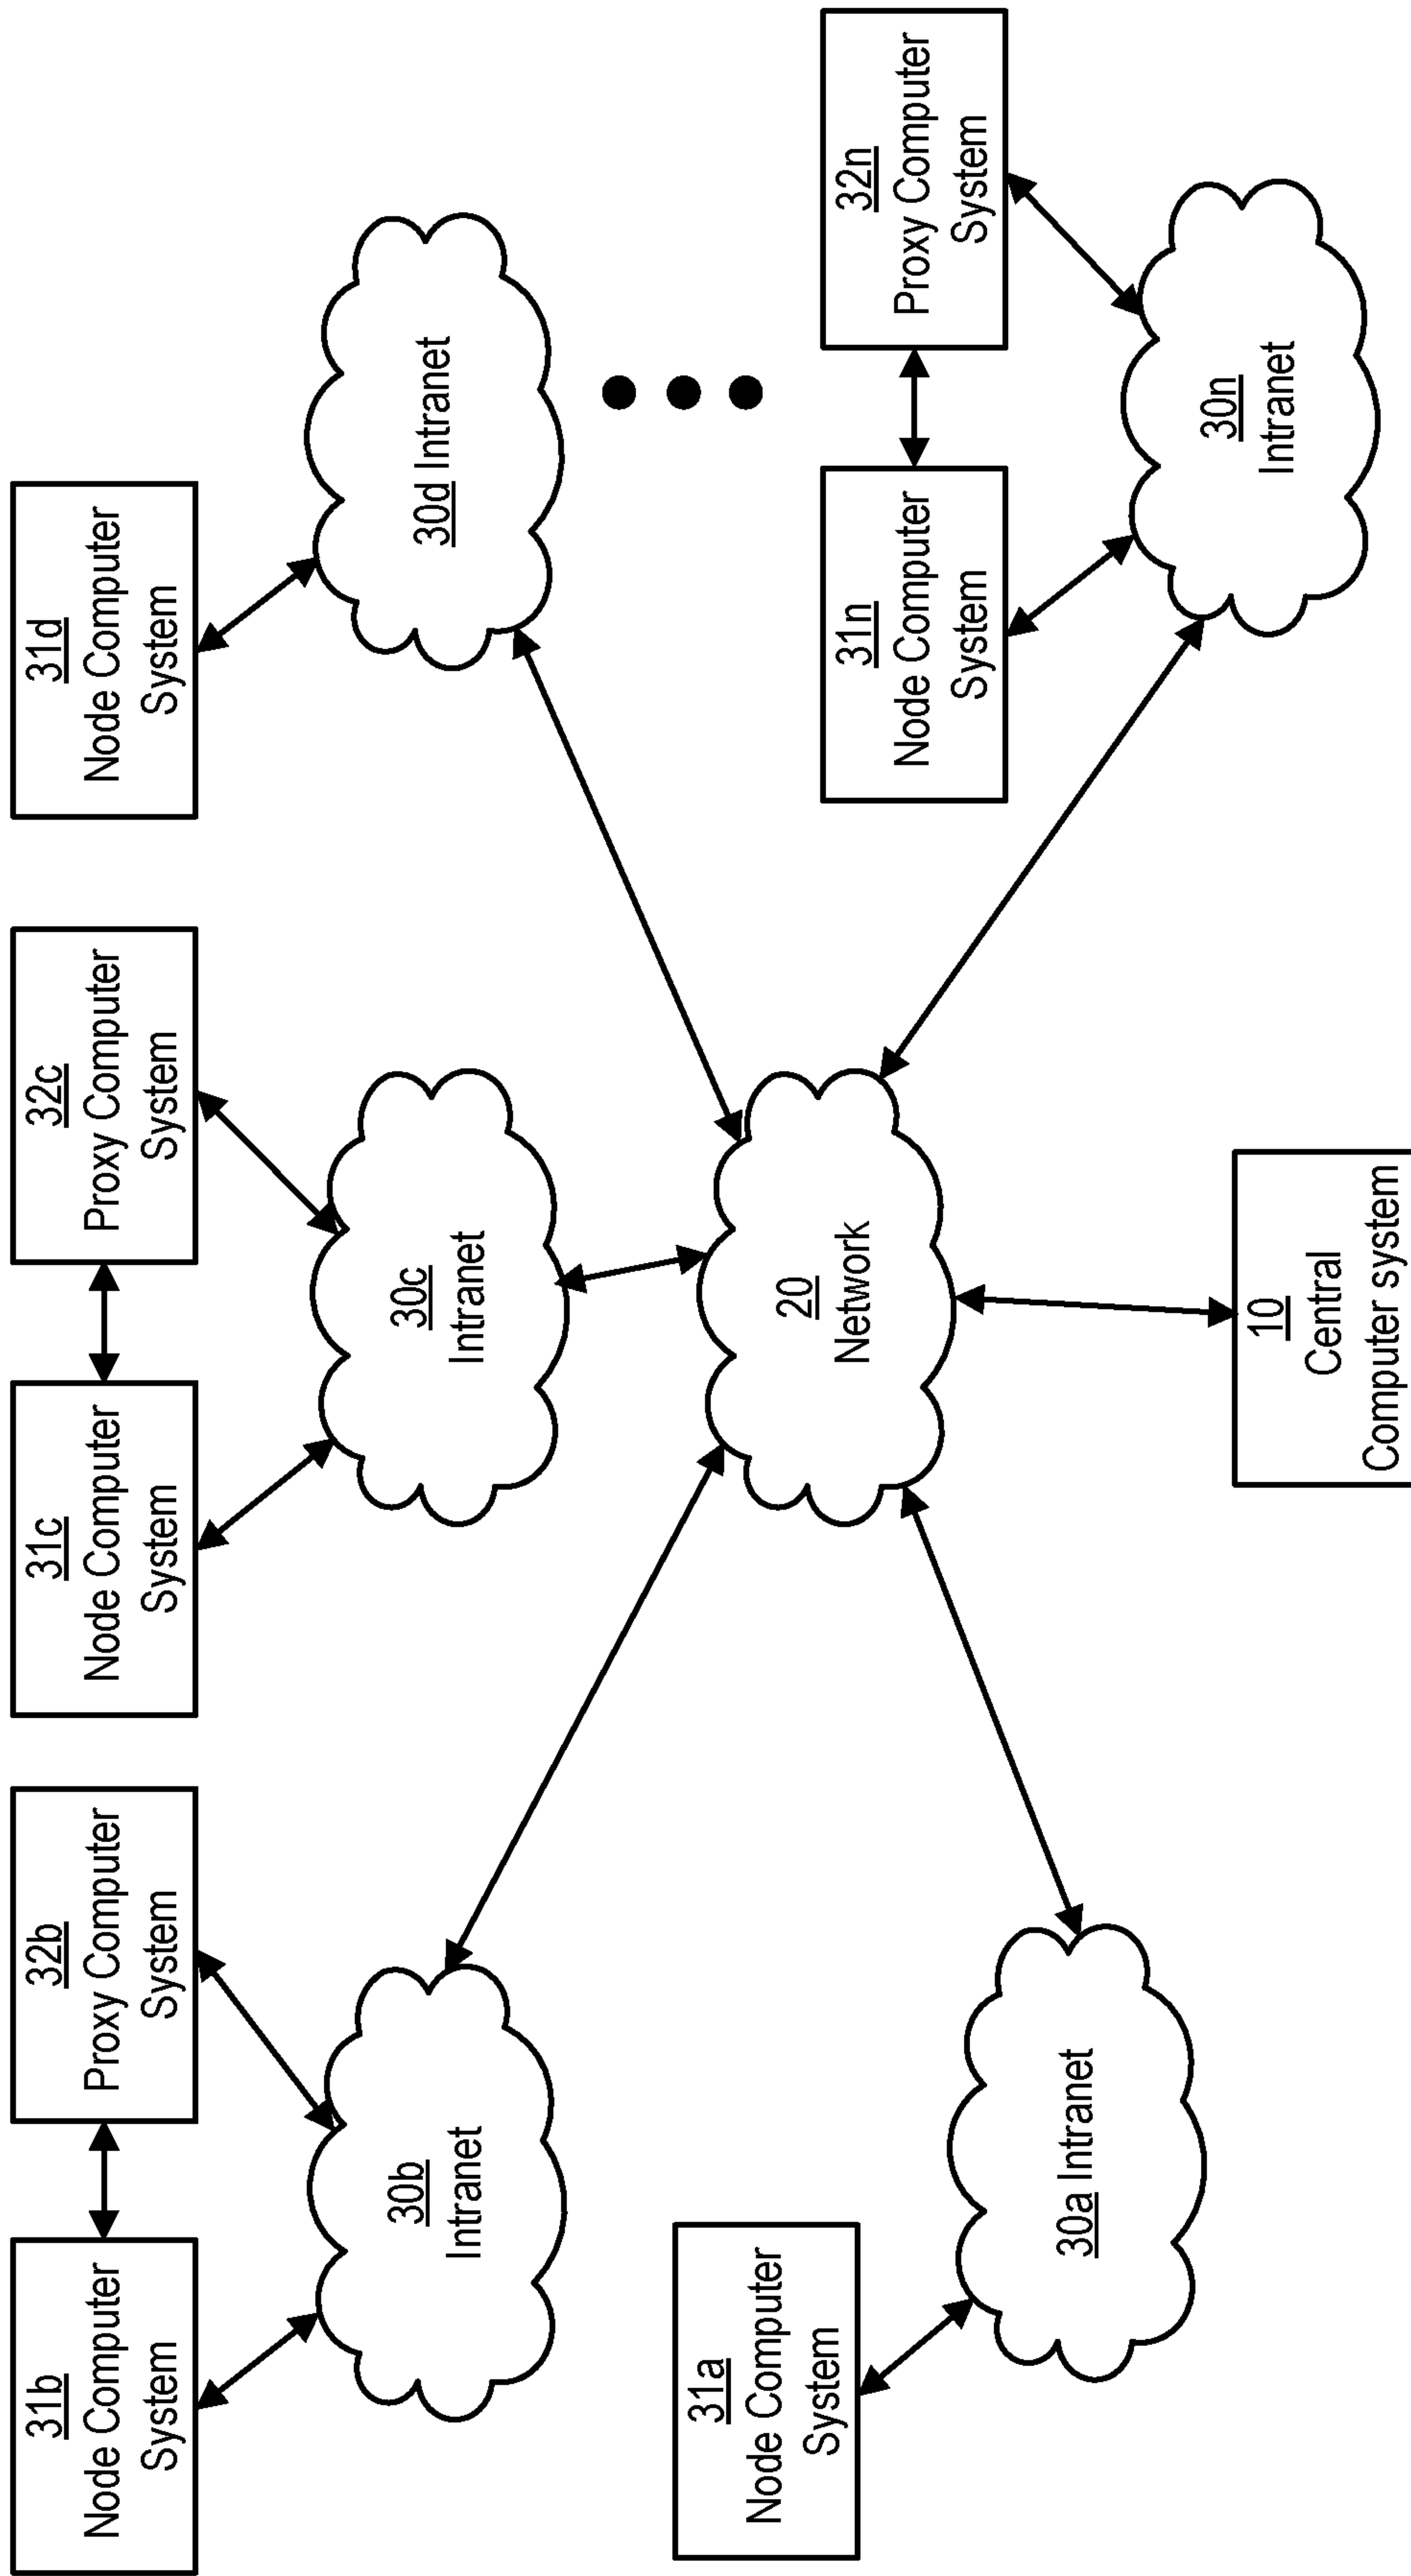 31b
Node Computer
System
32b
Proxy Computer
System
31c
Node Computer
System
32c
Proxy Computer
System
31d
Node Computer
System
30b
Intranet
30c
Intranet
30d Intranet
31a
Node Computer
System
30a Intranet
20
Network
10
Central
Computer system
31n
Node Computer
System
32n
Proxy Computer
System
30n
Intranet